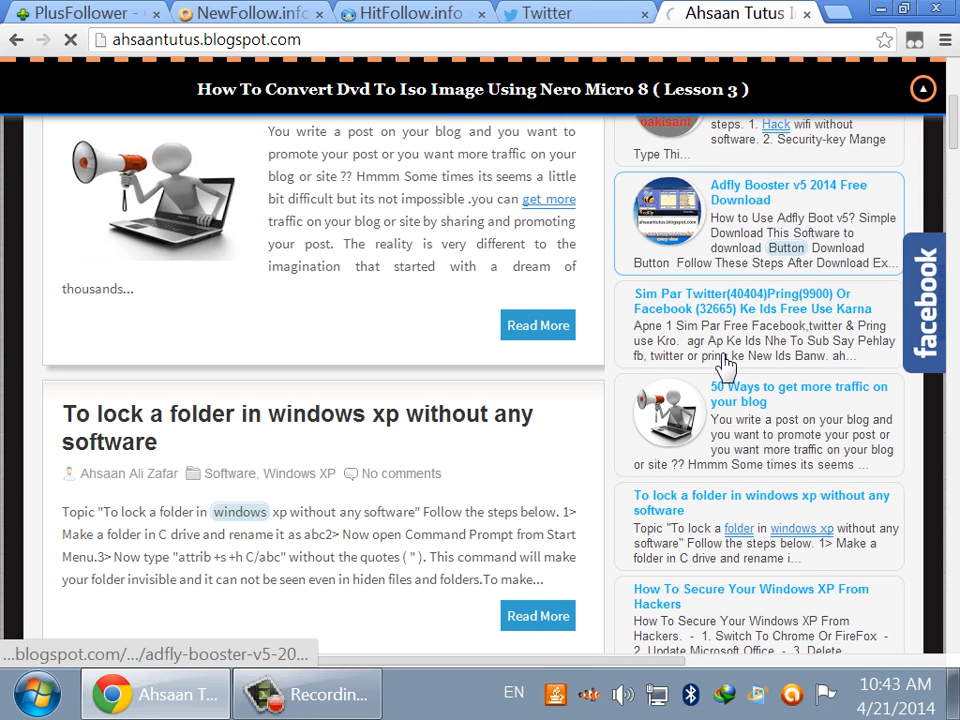 PlusFollower -
NewFollow.info
HitFollow.info
Twitter
Ahsaan Tutus I
ahsaantutus.blogspot.com
How To Convert Dvd To Iso Image Using Nero Micro 8 ( Lesson 3 )
You write a post on your blog and you want to
promote your post or you want more traffic on your
blog or site ?? Hmmm Some times its seems a little
bit difficult but its not impossible .you can get more
traffic on your blog or site by sharing and promoting
your post. The reality is very different to the
imagination that started with a dream of
thousands...
Read More
To lock a folder in windows xp without any
software
Ahsaan Ali Zafar
Software, Windows XP
No comments
Topic "To lock a folder in windows xp without any software" Follow the steps below. 1>
Make a folder in C drive and rename it as abc2> Now open Command Prompt from Start
Menu.3> Now type "attrib +s +h C/abc" without the quotes ( " ). This command will make
your folder invisible and it can not be seen even in hiden files and folders.To make...
Read More
steps. 1. Hack wifi without
software. 2. Security-key Mange
Type Thi...
Adfly Booster v5 2014 Free
Download
How to Use Adfly Boot v5? Simple
Download This Software to
download Button Download
Button Follow These Steps After Download Ex...
Sim Par Twitter(40404)Pring(9900) Or
Facebook (32665) Ke Ids Free Use Karna
Apne 1 Sim Par Free Facebook,twitter & Pring
use Kro. agr Ap Ke Ids Nhe To Sub Say Pehlay
fb, twitter or pring ke New Ids Banw. ah...
50 Ways to get more traffic on
your blog
You write a post on your blog and
you want to promote your post or
you want more traffic on your blog
or site ?? Hmmm Some times its seems ...
To lock a folder in windows xp without any
software
Topic "To lock a folder in windows xp without any
software" Follow the steps below. 1> Make a
folder in C drive and rename i...
How To Secure Your Windows XP From
Hackers
How To Secure Your Windows XP From
Hackers. - 1. Switch To Chrome Or FireFox -
2. Update Microsoft Office. - 3. Delete
facebook
...blogspot.com/.../adfly-booster-v5-20...
Ahsaan T...
Recordin...
EN
10:43 AM
4/21/2014